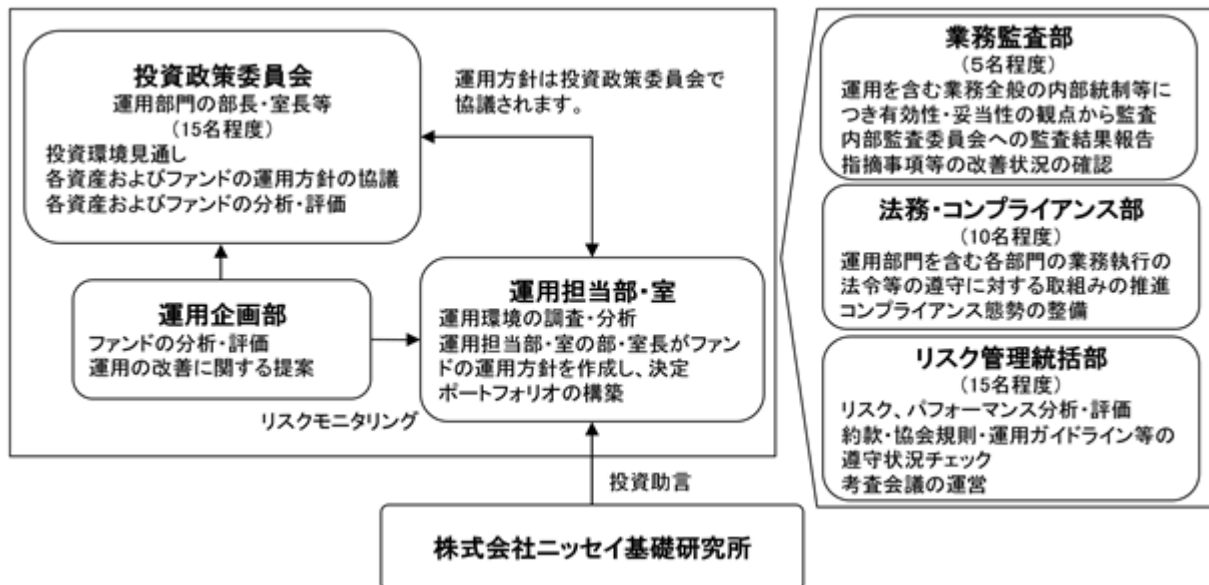 投資政策委員会
運用部門の部長・室長等
(15名程度)
投資環境見通し
各資産およびファンドの運用方針の協議
各資産およびファンドの分析・評価
運用方針は投資政策委員会で
協議されます。
運用企画部
ファンドの分析・評価
運用の改善に関する提案
リスクモニタリング
運用担当部・室
運用環境の調査・分析
運用担当部・室の部・室長がファン
ドの運用方針を作成し、決定
ポートフォリオの構築
投資助言
株式会社ニッセイ基礎研究所
業務監査部
(5名程度)
運用を含む業務全般の内部統制等に
つき有効性・妥当性の観点から監査
内部監査委員会への監査結果報告
指摘事項等の改善状況の確認
法務・コンプライアンス部
(10名程度)
運用部門を含む各部門の業務執行の
法令等の遵守に対する取組みの推進
コンプライアンス態勢の整備
リスク管理統括部
(15名程度)
リスク、パフォーマンス分析・評価
約款・協会規則・運用ガイドライン等の
遵守状況チェック
考査会議の運営